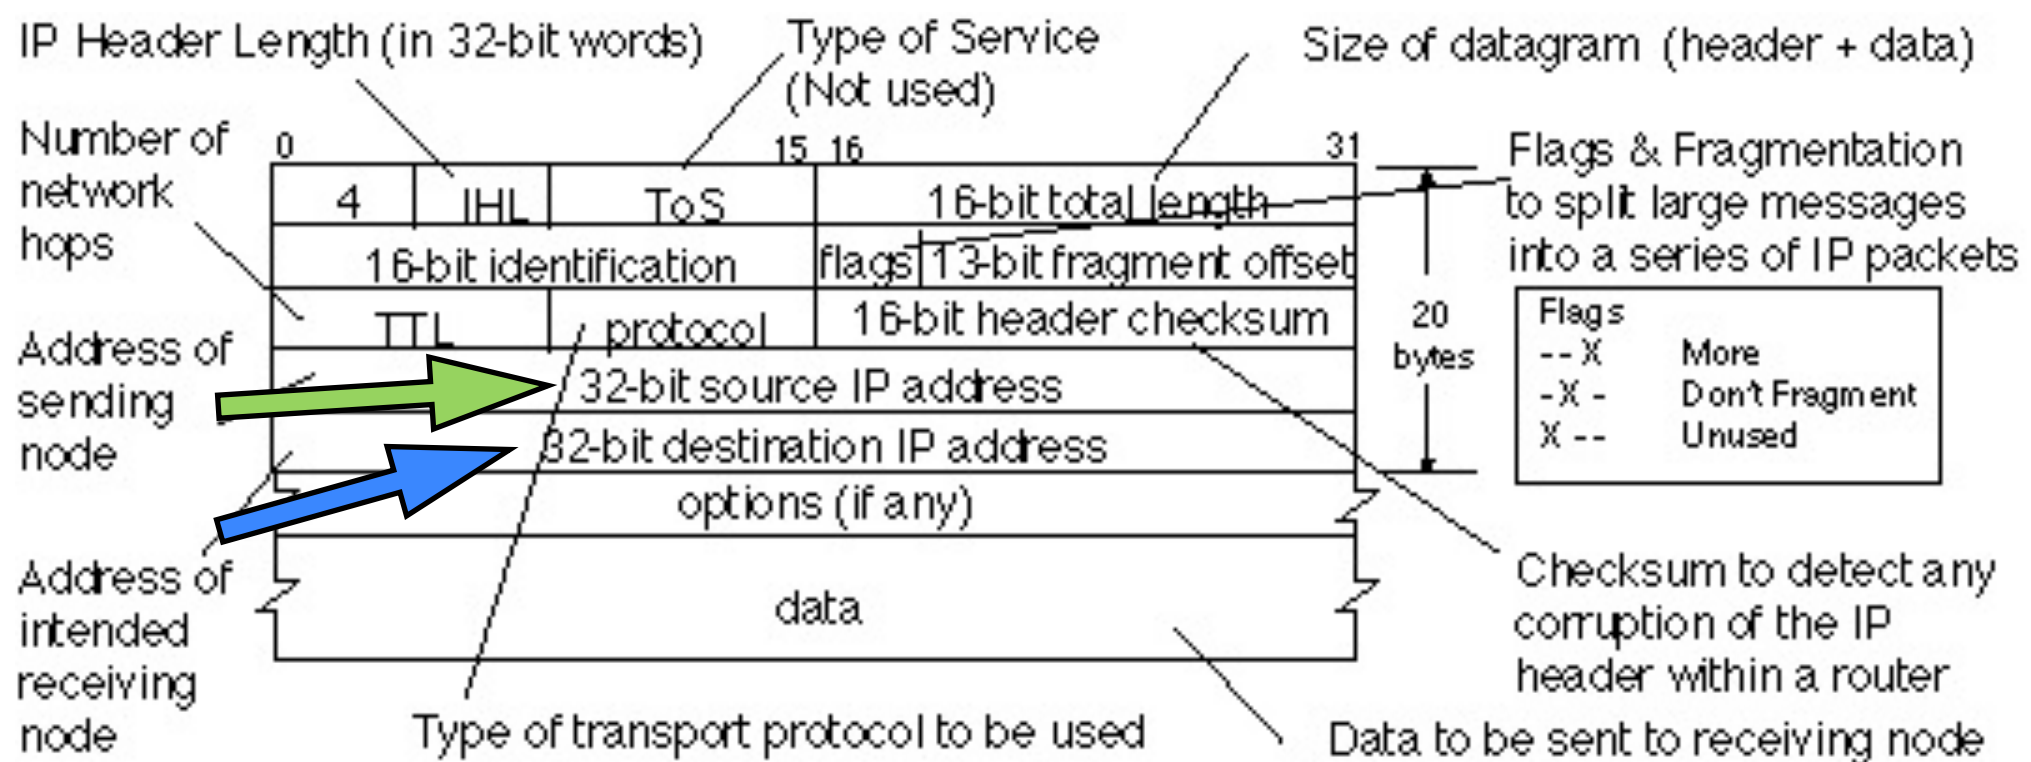 IP Header Length (in 32-bit words)
Type of Service
(Not used)
Size of datagram (header + data)
Number of
network
hops
0
15 16
31
Flags & Fragmentation
to split large messages
into a series of IP packets
4
IHL
ToS
16-bit total length
16-bit identification
flags
13-bit fragment offset
TTL
protocol
16-bit header checksum
20
bytes
Flags
- - X More
- X - Don't Fragment
X - - Unused
Address of
sending
node
32-bit source IP address
32-bit destination IP address
options (if any)
data
Address of
intended
receiving
node
Checksum to detect any
corruption of the IP
header within a router
Type of transport protocol to be used
Data to be sent to receiving node